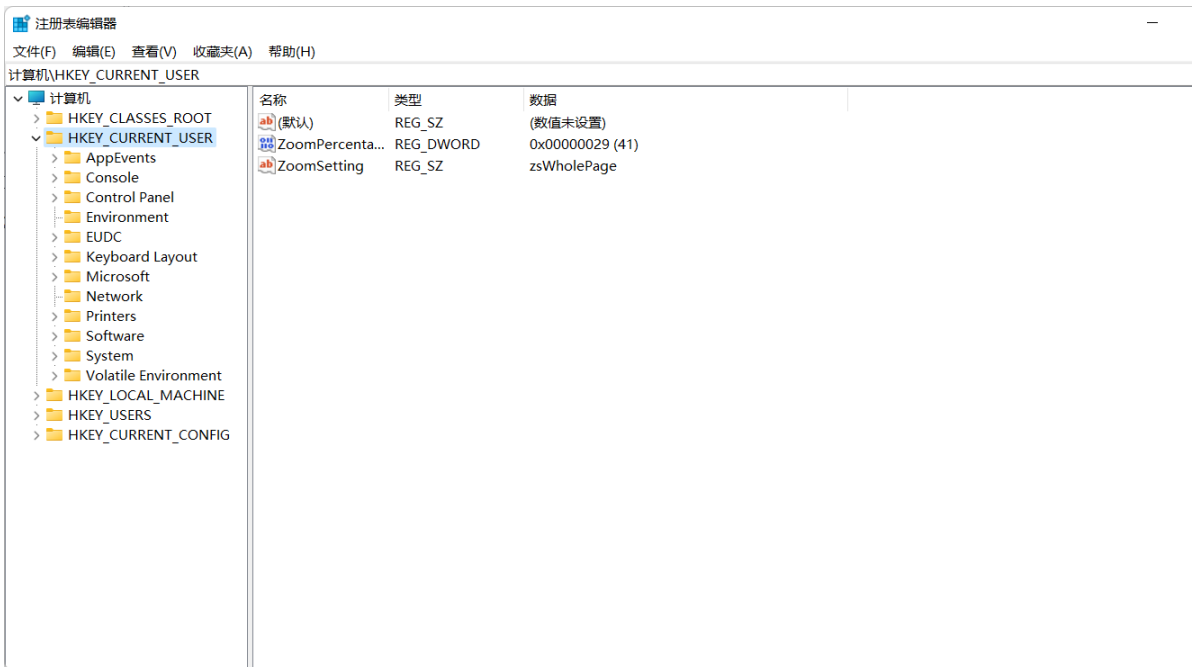 注册表编辑器
文件(F) 编辑(E) 查看(V) 收藏夹(A) 帮助(H)
计算机\HKEY_CURRENT_USER
计算机
HKEY_CLASSES_ROOT
HKEY_CURRENT_USER
AppEvents
Console
Control Panel
Environment
EUDC
Keyboard Layout
Microsoft
Network
Printers
Software
System
Volatile Environment
HKEY_LOCAL_MACHINE
HKEY_USERS
HKEY_CURRENT_CONFIG
名称 类型 数据
(默认) REG_SZ (数值未设置)
ZoomPercenta... REG_DWORD 0x00000029 (41)
ZoomSetting REG_SZ zsWholePage